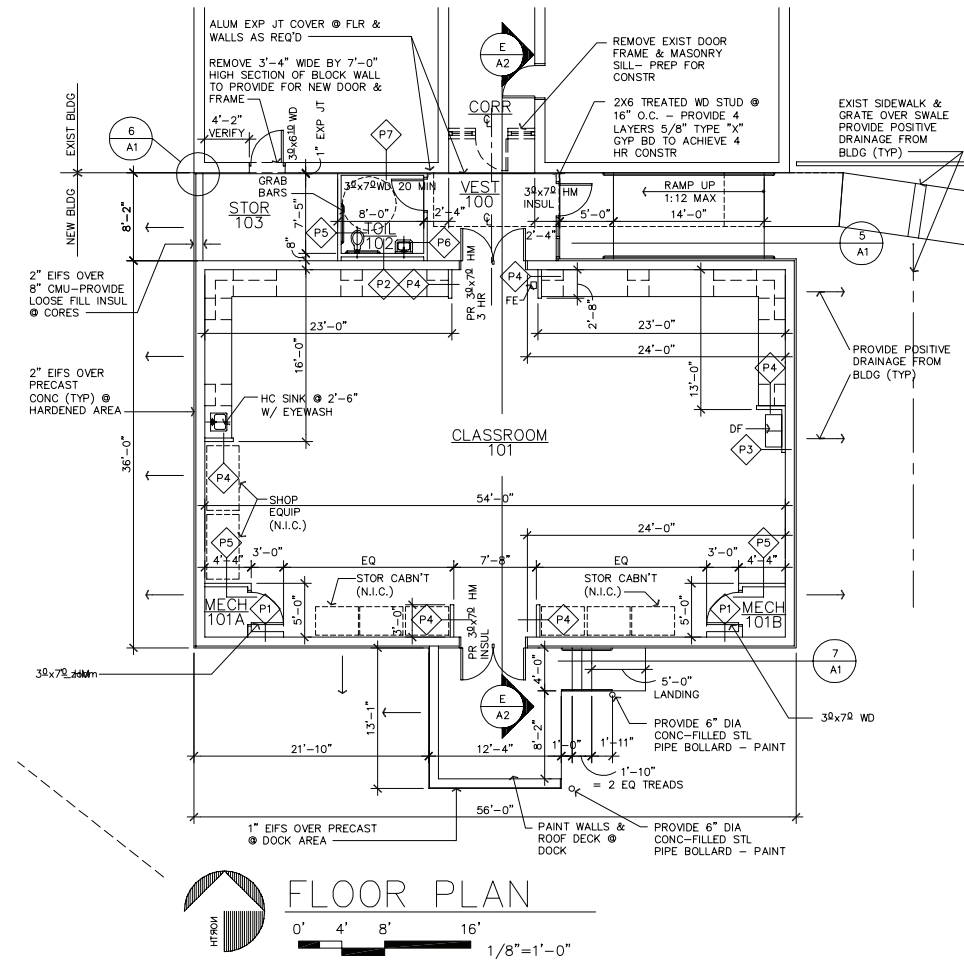 ALUM EXP JT COVER @ FLR &
WALLS AS REQ'D
REMOVE 3'-4" WIDE BY 7'-0"
HIGH SECTION OF BLOCK WALL
TO PROVIDE FOR NEW DOOR &
FRAME
4'-2"
VERIFY
E
A2
REMOVE EXIST DOOR
FRAME & MASONRY
SILL- PREP FOR
CONSTR
2X6 TREATED WD STUD @
16" O.C. - PROVIDE 4
LAYERS 5/8" TYPE "X"
GYP BD TO ACHIEVE 4
HR CONSTR
EXIST SIDEWALK &
GRATE OVER SWALE
PROVIDE POSITIVE
DRAINAGE FROM
BLDG (TYP)
EXIST BLDG
NEW BLDG
6
A1
1" EXP JT
P7
CORR
GRAB
BARS
STOR
103
3⁰x7⁰WD 20 MIN
8'-0"
TOIL
102
7'-5"
8"
P5
P6
2'-4"
VEST
100
3⁰x7⁰ HM
INSUL
2'-4"
5'-0"
RAMP UP
1:12 MAX
14'-0"
5
A1
8'-2"
2" EIFS OVER
8" CMU-PROVIDE
LOOSE FILL INSUL
@ CORES
P2
P4
PR 3⁰x7⁰ HM
3 HR
P4
FE
2'-8"
23'-0"
23'-0"
24'-0"
16'-0"
13'-0"
P4
PROVIDE POSITIVE
DRAINAGE FROM
BLDG (TYP)
2" EIFS OVER
PRECAST
CONC (TYP) @
HARDENED AREA
HC SINK @ 2'-6"
W/ EYEWASH
36'-0"
CLASSROOM
101
DF
P3
P4
SHOP
EQUIP
(N.I.C.)
54'-0"
24'-0"
P5
P5
4'-4"
3'-0"
EQ
7'-8"
EQ
3'-0"
4'-4"
STOR CABN'T
(N.I.C.)
STOR CABN'T
(N.I.C.)
MECH
101A
P1
5'-0"
P4
PR 3⁰x7⁰ HM
INSUL
P4
5'-0"
P1
MECH
101B
7
A1
3⁰x7⁰
E
A2
4'-0"
5'-0"
LANDING
3⁰x7⁰ WD
13'-1"
8'-2"
PROVIDE 6" DIA
CONC-FILLED STL
PIPE BOLLARD - PAINT
21'-10"
12'-4"
1'-0"
1'-11"
1'-10"
= 2 EQ TREADS
56'-0"
1" EIFS OVER PRECAST
@ DOCK AREA
PAINT WALLS &
ROOF DECK @
DOCK
PROVIDE 6" DIA
CONC-FILLED STL
PIPE BOLLARD - PAINT
NORTH
FLOOR PLAN
0' 4' 8' 16'
1/8"=1'-0"